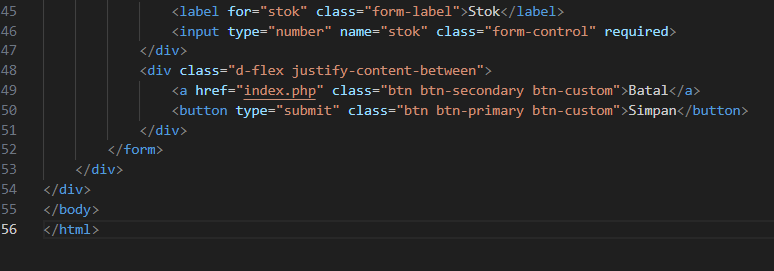 45 <label for="stok" class="form-label">Stok</label>
46 <input type="number" name="stok" class="form-control" required>
47 </div>
48 <div class="d-flex justify-content-between">
49 <a href="index.php" class="btn btn-secondary btn-custom">Batal</a>
50 <button type="submit" class="btn btn-primary btn-custom">Simpan</button>
51 </div>
52 </form>
53 </div>
54 </div>
55 </body>
56 </html>